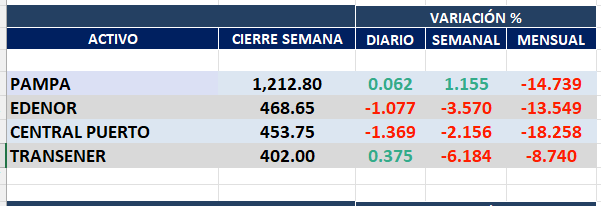 VARIACIÓN %
ACTIVO CIERRE SEMANA DIARIO SEMANAL MENSUAL
PAMPA 1,212.80 0.062 1.155 -14.739
EDENOR 468.65 -1.077 -3.570 -13.549
CENTRAL PUERTO 453.75 -1.369 -2.156 -18.258
TRANSENER 402.00 0.375 -6.184 -8.740